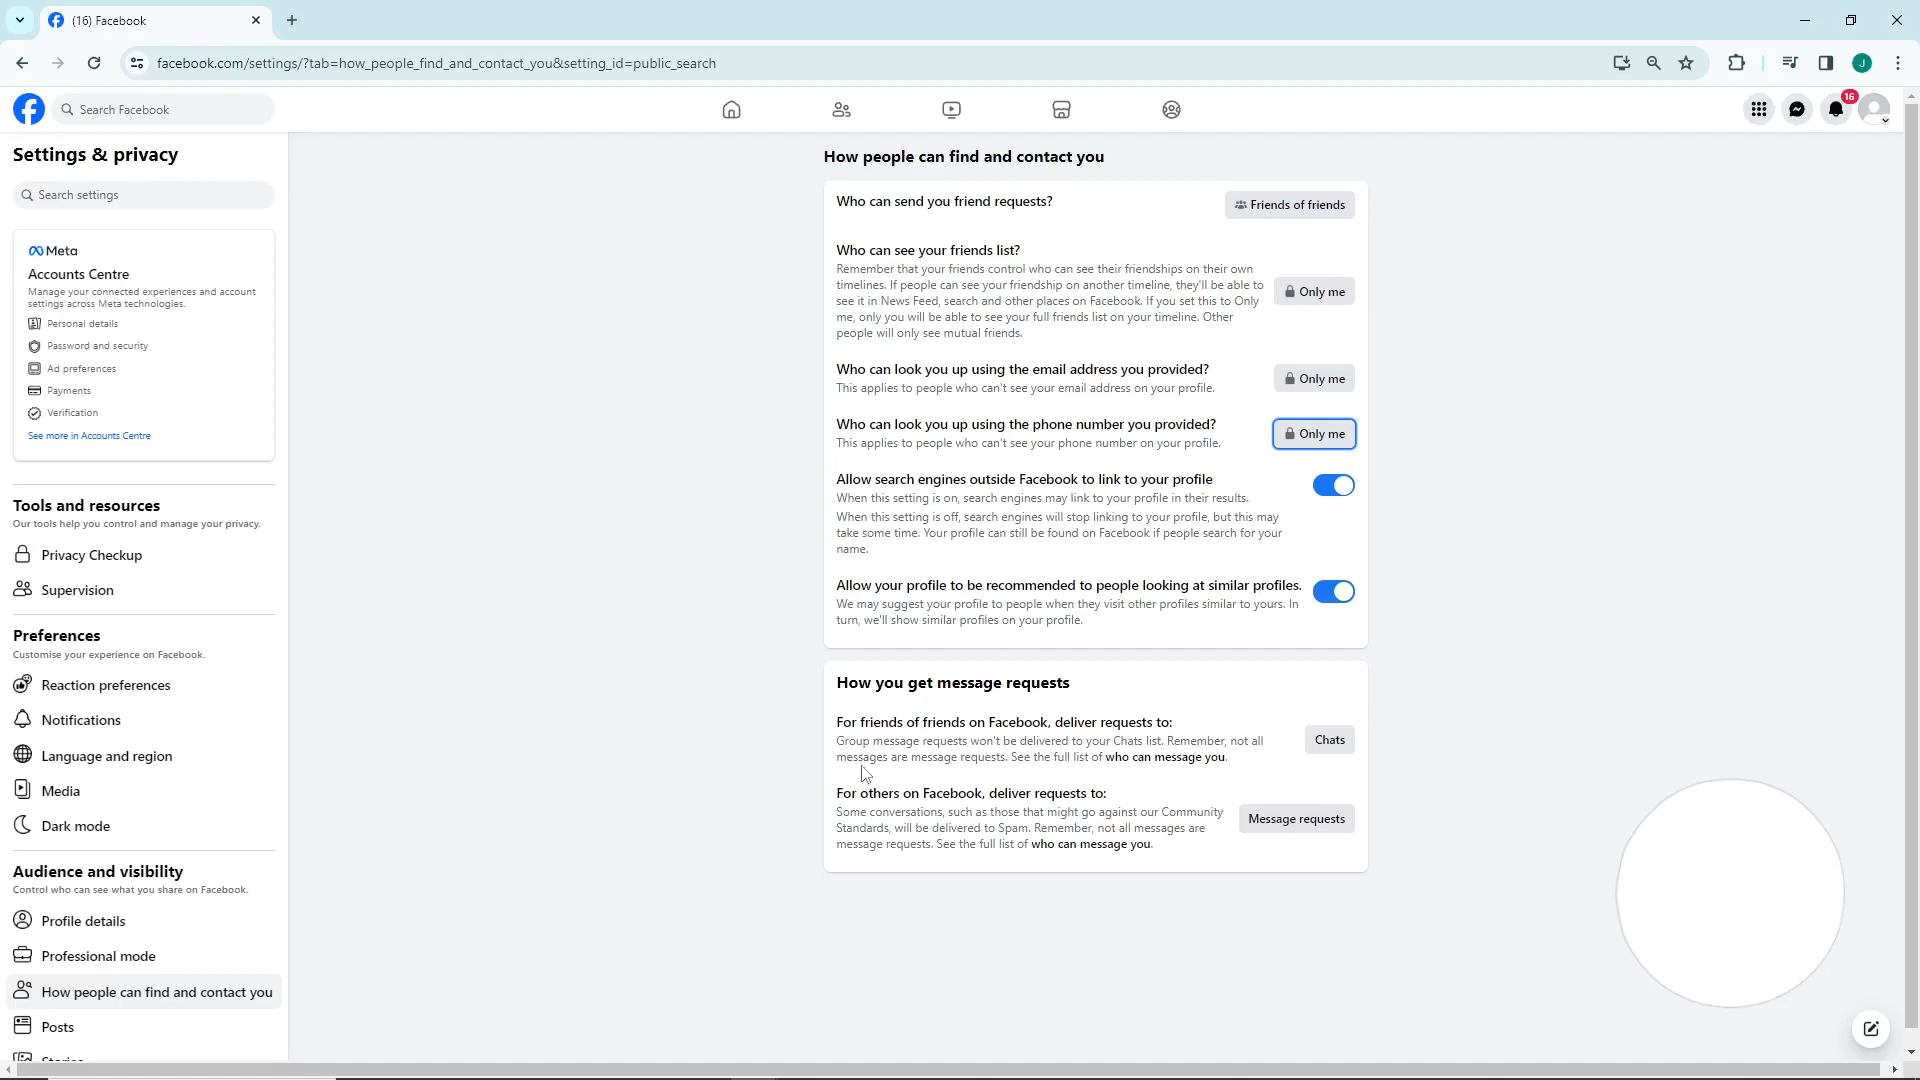 (16) Facebook
facebook.com/settings/?tab=how_people_find_and_contact_you&setting_id=public_search
J
Search Facebook
16
Settings & privacy
Search settings
Meta
Accounts Centre
Manage your connected experiences and account
settings across Meta technologies.
Personal details
Password and security
Ad preferences
Payments
Verification
See more in Accounts Centre
Tools and resources
Our tools help you control and manage your privacy.
Privacy Checkup
Supervision
Preferences
Customise your experience on Facebook.
Reaction preferences
Notifications
Language and region
Media
Dark mode
Audience and visibility
Control who can see what you share on Facebook.
Profile details
Professional mode
How people can find and contact you
Posts
Stories
How people can find and contact you
Who can send you friend requests?
Friends of friends
Who can see your friends list?
Remember that your friends control who can see their friendships on their own
timelines. If people can see your friendship on another timeline, they'll be able to
see it in News Feed, search and other places on Facebook. If you set this to Only
me, only you will be able to see your full friends list on your timeline. Other
people will only see mutual friends.
Only me
Who can look you up using the email address you provided?
This applies to people who can't see your email address on your profile.
Only me
Who can look you up using the phone number you provided?
This applies to people who can't see your phone number on your profile.
Only me
Allow search engines outside Facebook to link to your profile
When this setting is on, search engines may link to your profile in their results.
When this setting is off, search engines will stop linking to your profile, but this may
take some time. Your profile can still be found on Facebook if people search for your
name.
Allow your profile to be recommended to people looking at similar profiles.
We may suggest your profile to people when they visit other profiles similar to yours. In
turn, we'll show similar profiles on your profile.
How you get message requests
For friends of friends on Facebook, deliver requests to:
Group message requests won't be delivered to your Chats list. Remember, not all
messages are message requests. See the full list of who can message you.
Chats
For others on Facebook, deliver requests to:
Some conversations, such as those that might go against our Community
Standards, will be delivered to Spam. Remember, not all messages are
message requests. See the full list of who can message you.
Message requests